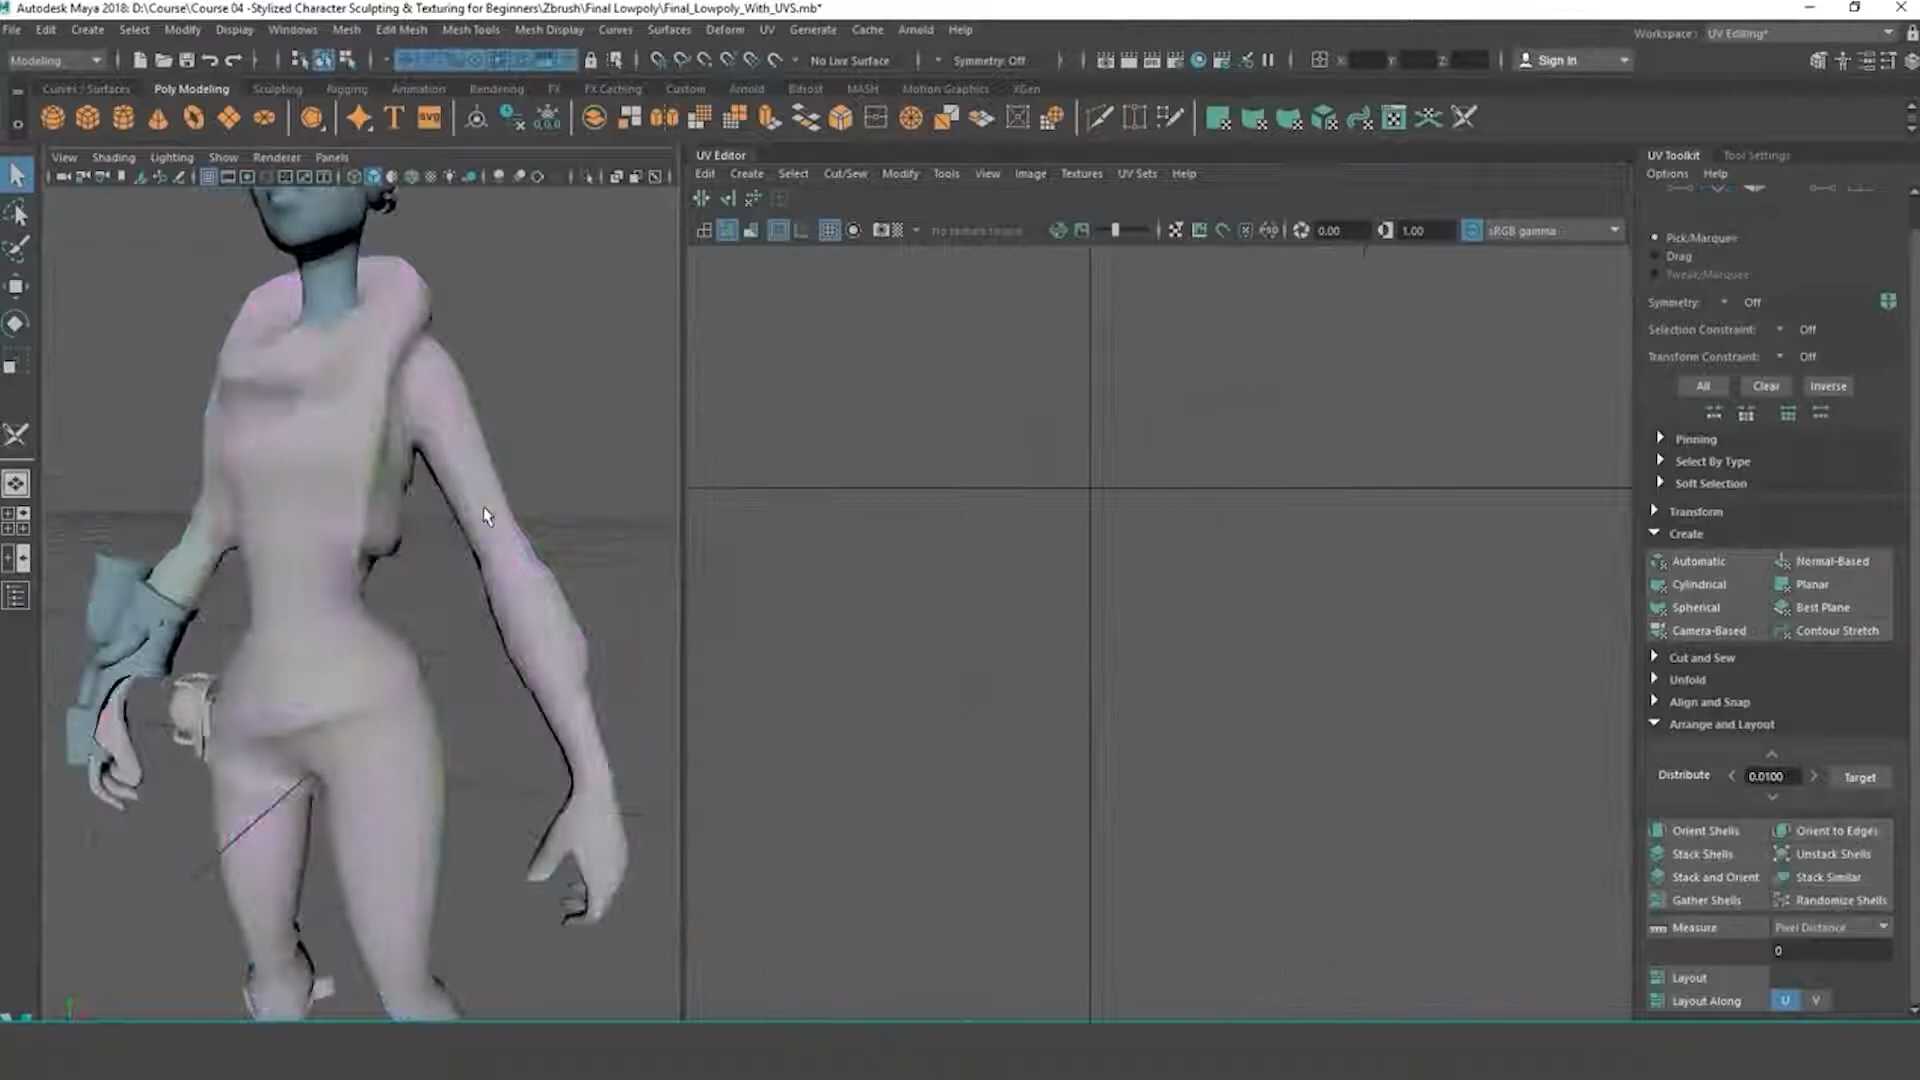 Autodesk Maya 2018: D:\Course\Course 04 -Stylized Character Sculpting & Texturing for Beginners\Zbrush\Final Lowpoly\Final_Lowpoly_With_UVS.mb*
File Edit Create Select Modify Display Windows Mesh Edit Mesh Mesh Tools Mesh Display Curves Surfaces Deform UV Generate Cache Arnold Help
Workspace: UV Editing*
Modeling No Live Surface Symmetry: Off X: Y: Z: Sign In
Curves / Surfaces Poly Modeling Sculpting Rigging Animation Rendering FX FX Caching Custom Arnold Bifrost MASH Motion Graphics XGen
SVG 0,0,0
View Shading Lighting Show Renderer Panels
UV Editor
Edit Create Select Cut/Sew Modify Tools View Image Textures UV Sets Help
0.00 1.00 sRGB gamma
UV Toolkit Tool Settings
Options Help
Pick/Marquee
Drag
Tweak/Marquee
Symmetry: Off
Selection Constraint: Off
Transform Constraint: Off
All Clear Inverse
Pinning
Select By Type
Soft Selection
Transform
Create
Automatic Normal-Based
Cylindrical Planar
Spherical Best Plane
Camera-Based Contour Stretch
Cut and Sew
Unfold
Align and Snap
Arrange and Layout
Distribute 0.0100 Target
Orient Shells Orient to Edges
Stack Shells Unstack Shells
Stack and Orient Stack Similar
Gather Shells Randomize Shells
Measure Pixel Distance
0
Layout
Layout Along U V